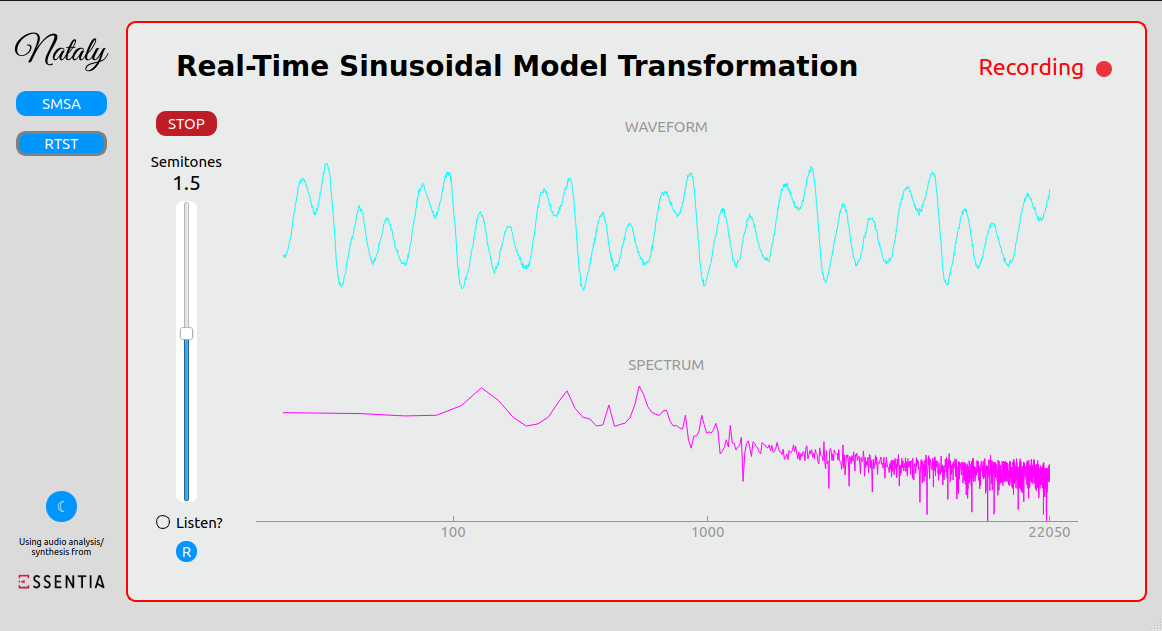 Nataly
Real-Time Sinusoidal Model Transformation
Recording
SMSA
RTST
STOP
WAVEFORM
Semitones
1.5
SPECTRUM
Listen?
R
100
1000
22050
Using audio analysis/
synthesis from
ESSENTIA